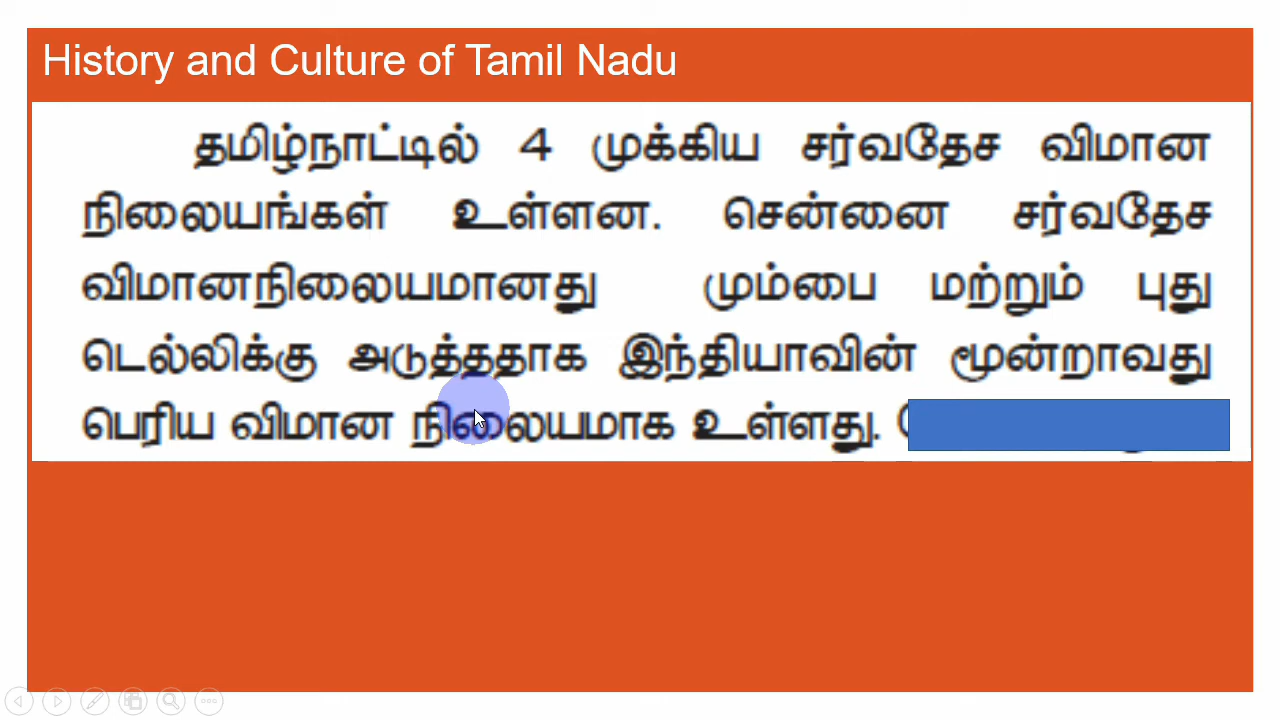 History and Culture of Tamil Nadu
தமிழ்நாட்டில் 4 முக்கிய சர்வதேச விமான
நிலையங்கள் உள்ளன. சென்னை சர்வதேச
விமானநிலையமானது மும்பை மற்றும் புது
டெல்லிக்கு அடுத்ததாக இந்தியாவின் மூன்றாவது
பெரிய விமான நிலையமாக உள்ளது.